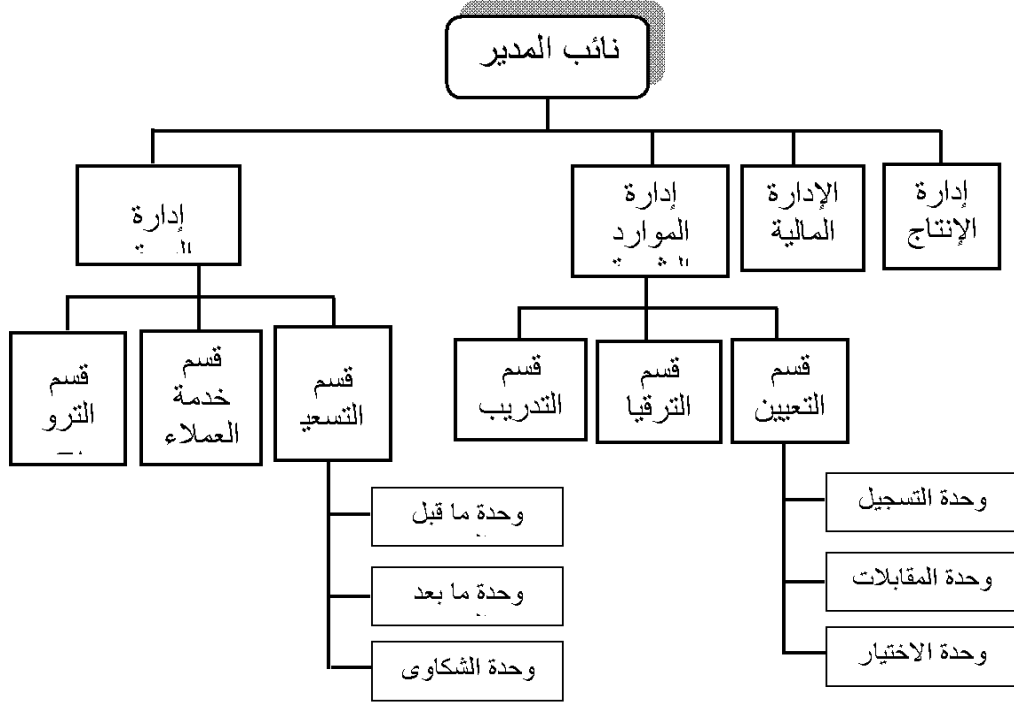 نائب المدير
إدارة
الإنتاج
الإدارة
المالية
إدارة
الموارد
إدارة
قسم
التعيين
قسم
الترقيا
قسم
التدريب
قسم
التسعي
قسم
خدمة
العملاء
قسم
الترو
وحدة التسجيل
وحدة المقابلات
وحدة الاختيار
وحدة ما قبل
وحدة ما بعد
وحدة الشكاوى